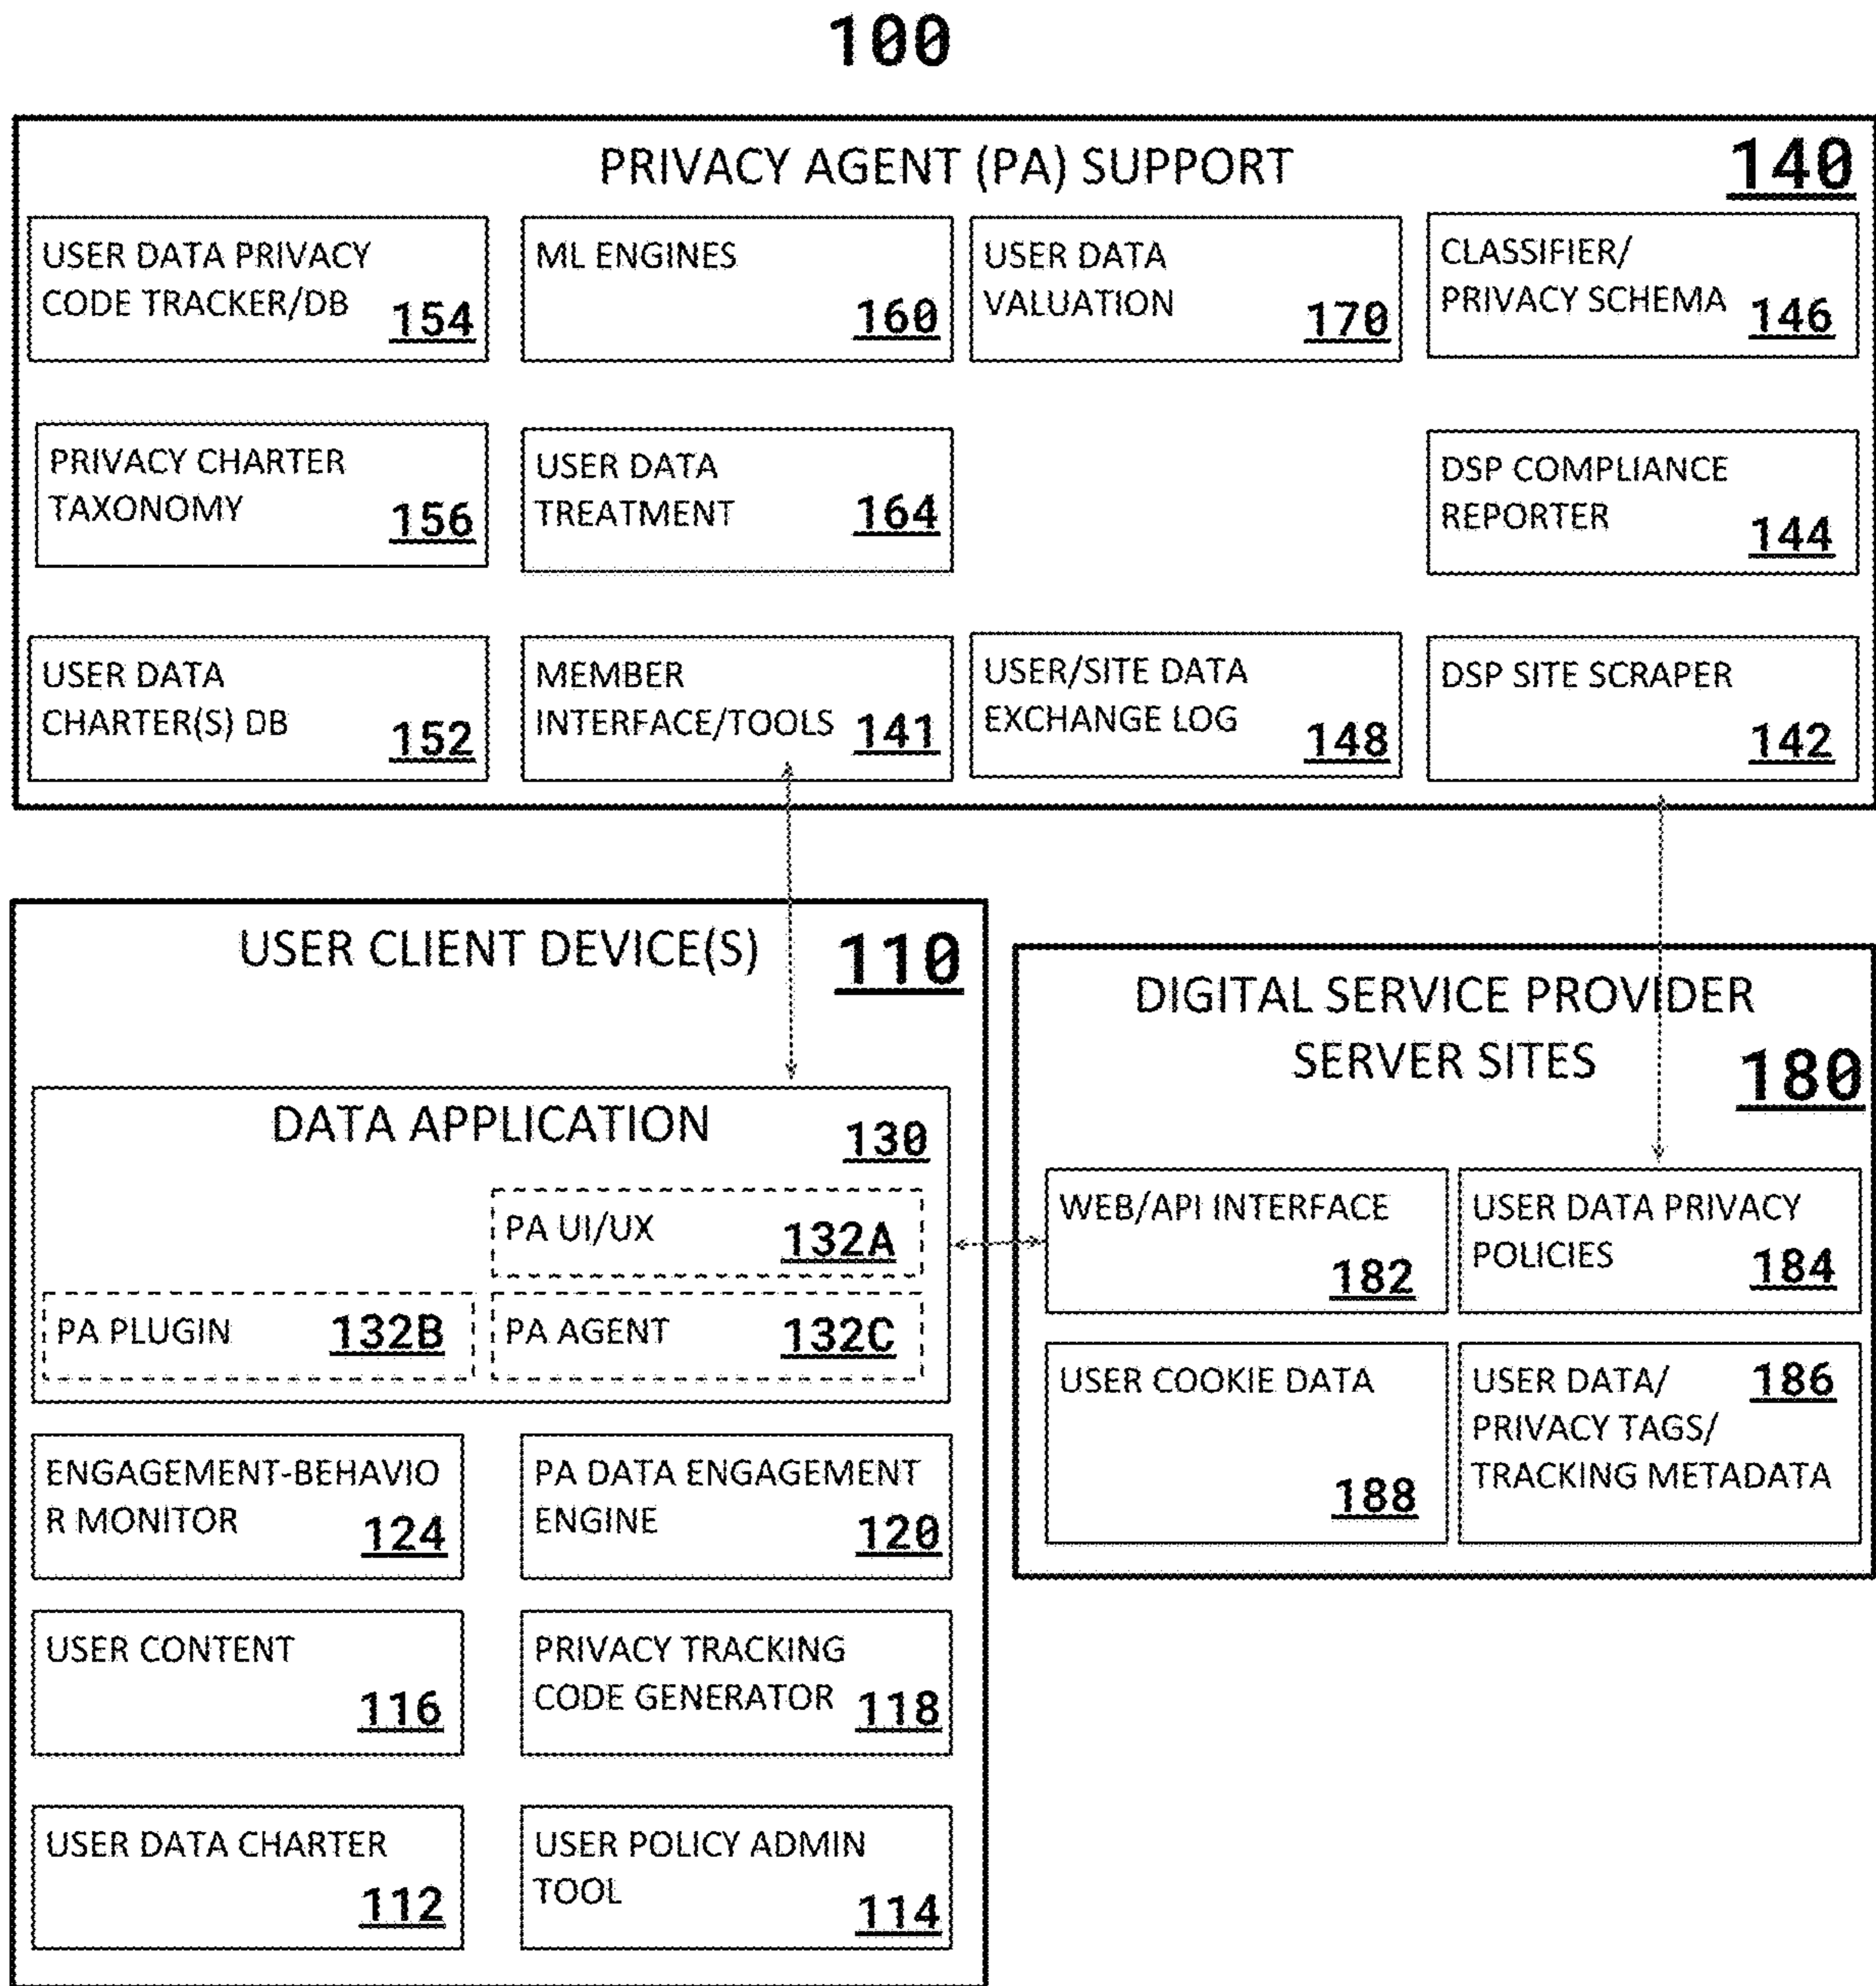 100
PRIVACY AGENT (PA) SUPPORT
140
USER DATA PRIVACY
CODE TRACKER/DB
154
ML ENGINES
160
USER DATA
VALUATION
170
CLASSIFIER/
PRIVACY SCHEMA
146
PRIVACY CHARTER
TAXONOMY
156
USER DATA
TREATMENT
164
DSP COMPLIANCE
REPORTER
144
USER DATA
CHARTER(S) DB
152
MEMBER
INTERFACE/TOOLS
141
USER/SITE DATA
EXCHANGE LOG
148
DSP SITE SCRAPER
142
USER CLIENT DEVICE(S)
110
DATA APPLICATION
130
PA UI/UX
132A
PA PLUGIN
132B
PA AGENT
132C
ENGAGEMENT-BEHAVIO
R MONITOR
124
PA DATA ENGAGEMENT
ENGINE
120
USER CONTENT
116
PRIVACY TRACKING
CODE GENERATOR
118
USER DATA CHARTER
112
USER POLICY ADMIN
TOOL
114
DIGITAL SERVICE PROVIDER
SERVER SITES
180
WEB/API INTERFACE
182
USER DATA PRIVACY
POLICIES
184
USER COOKIE DATA
188
USER DATA/
186
PRIVACY TAGS/
TRACKING METADATA